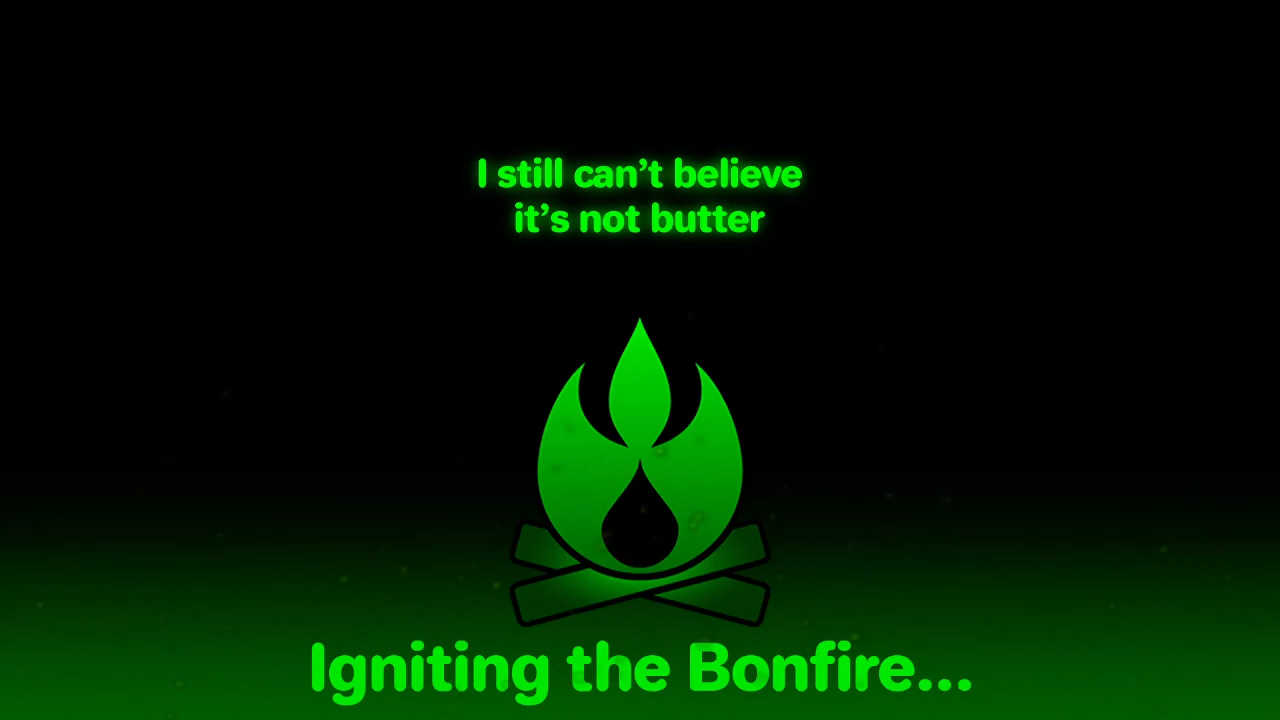 I still can’t believe
it’s not butter
Igniting the Bonfire...